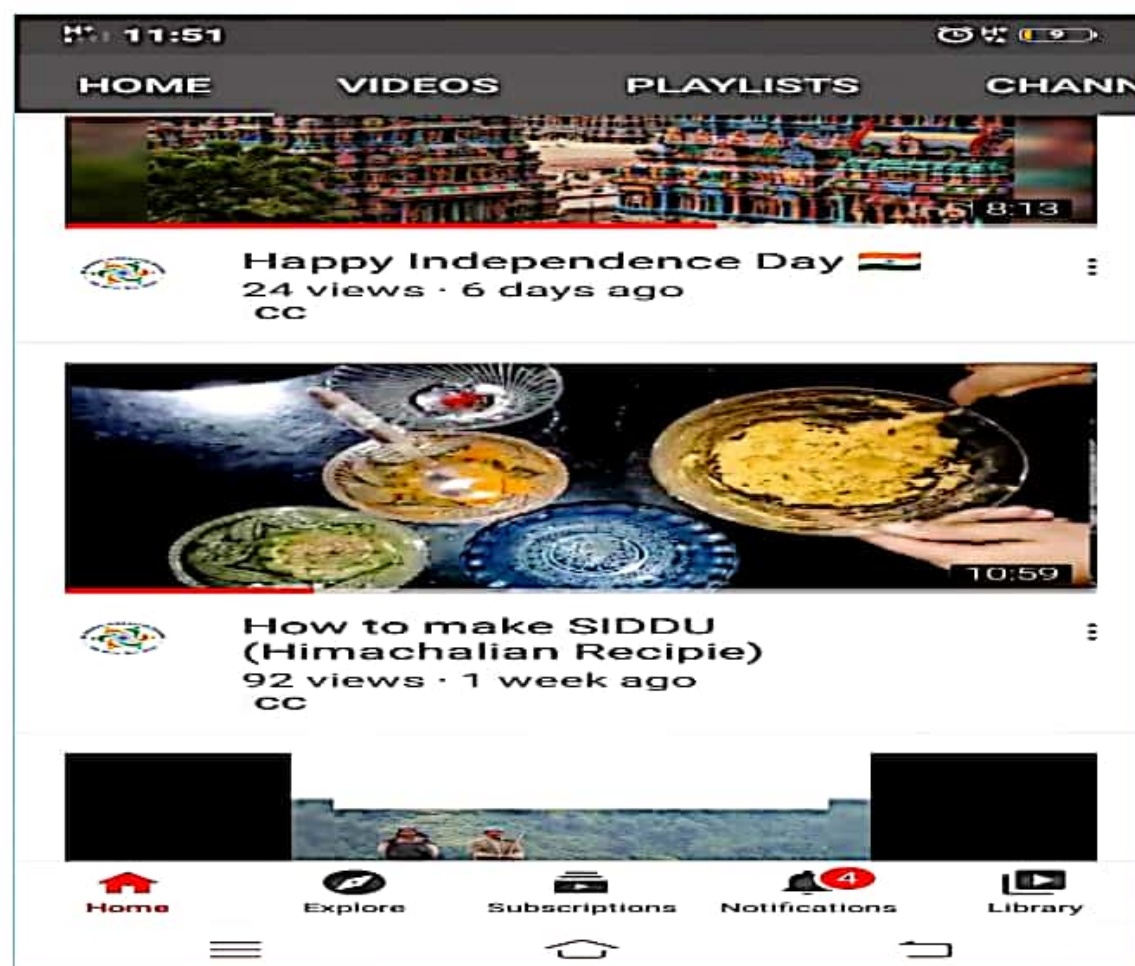 H+ 11:51 H+ 9
HOME VIDEOS PLAYLISTS CHANN
8:13
Happy Independence Day 🇮🇳
24 views · 6 days ago
CC
10:59
How to make SIDDU
(Himachalian Recipie)
92 views · 1 week ago
CC
4
Home Explore Subscriptions Notifications Library